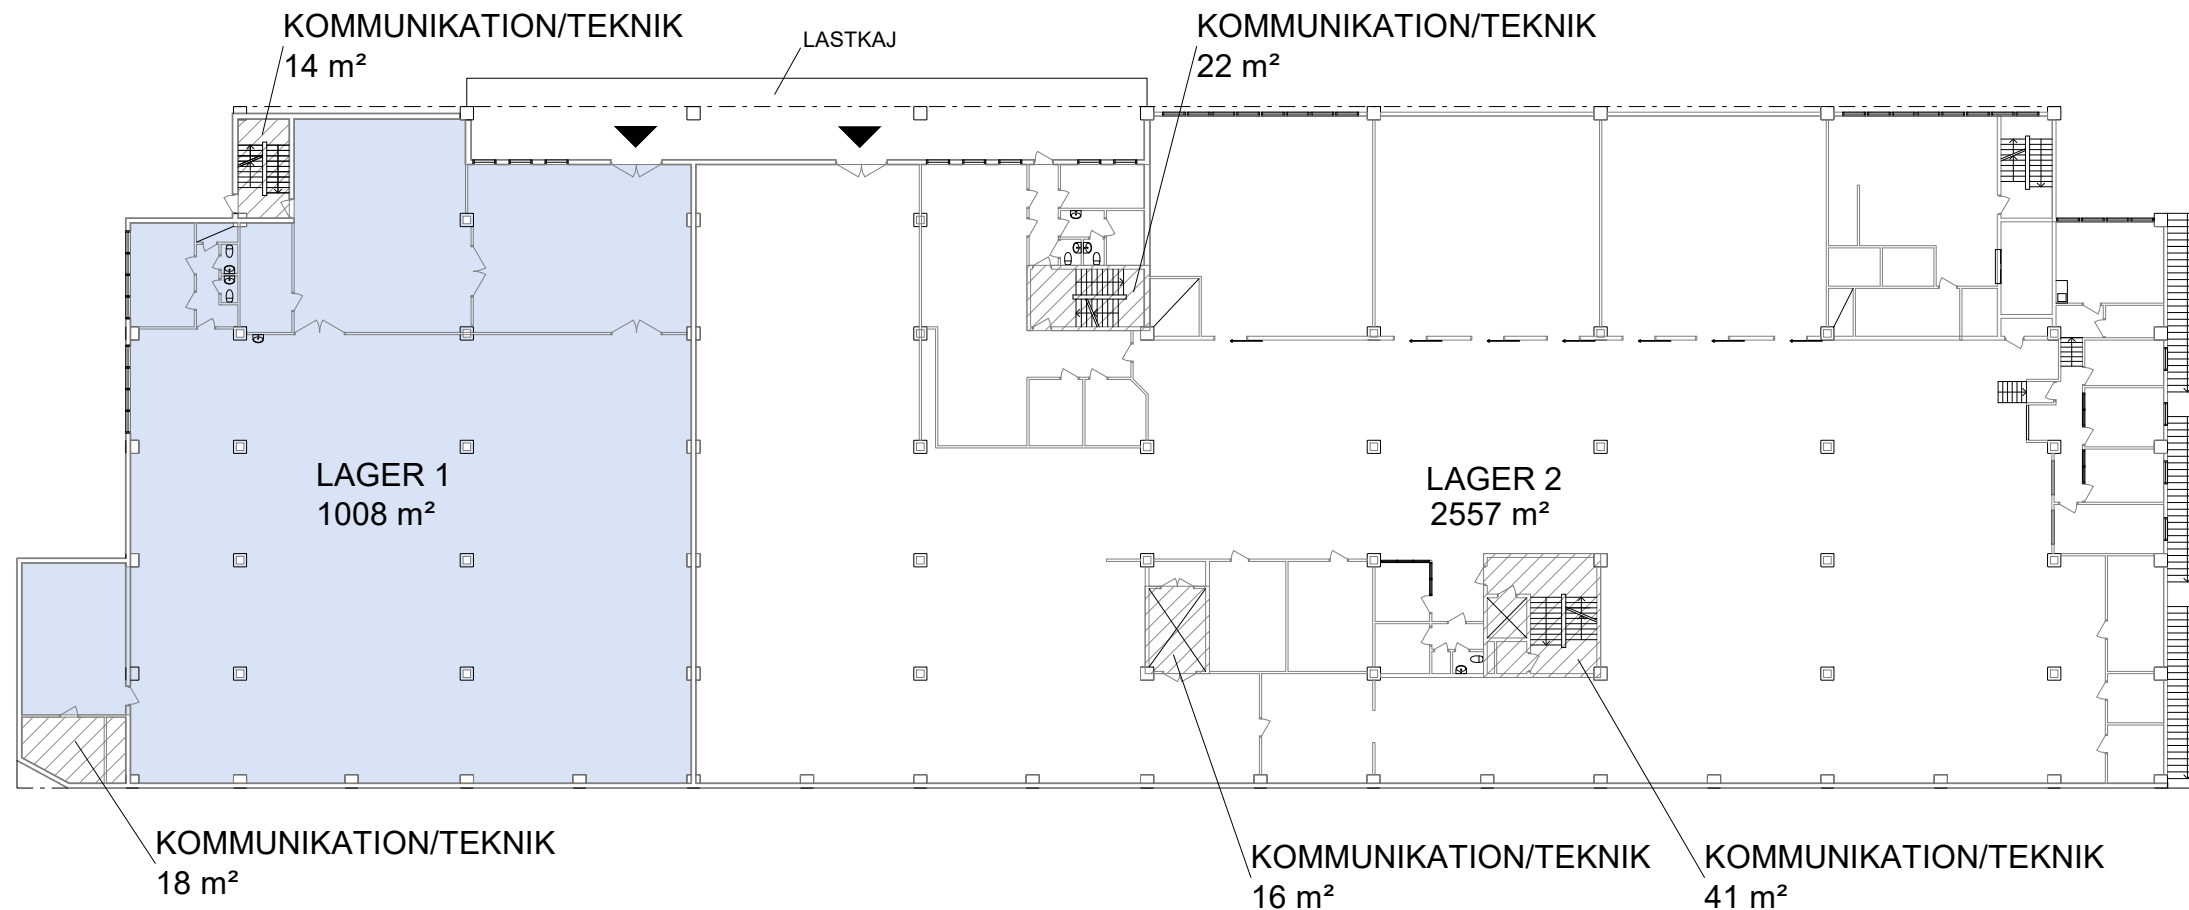 KOMMUNIKATION/TEKNIK
14 m²
LASTKAJ
KOMMUNIKATION/TEKNIK
22 m²
LAGER 1
1008 m²
LAGER 2
2557 m²
KOMMUNIKATION/TEKNIK
18 m²
KOMMUNIKATION/TEKNIK
16 m²
KOMMUNIKATION/TEKNIK
41 m²